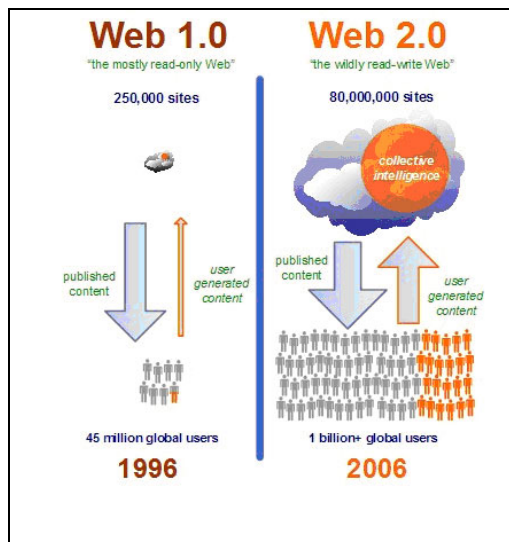 Web 1.0
"the mostly read-only Web"
250,000 sites
published
content
user
generated
content
45 million global users
1996
Web 2.0
"the wildly read-write Web"
80,000,000 sites
collective
intelligence
published
content
user
generated
content
1 billion+ global users
2006